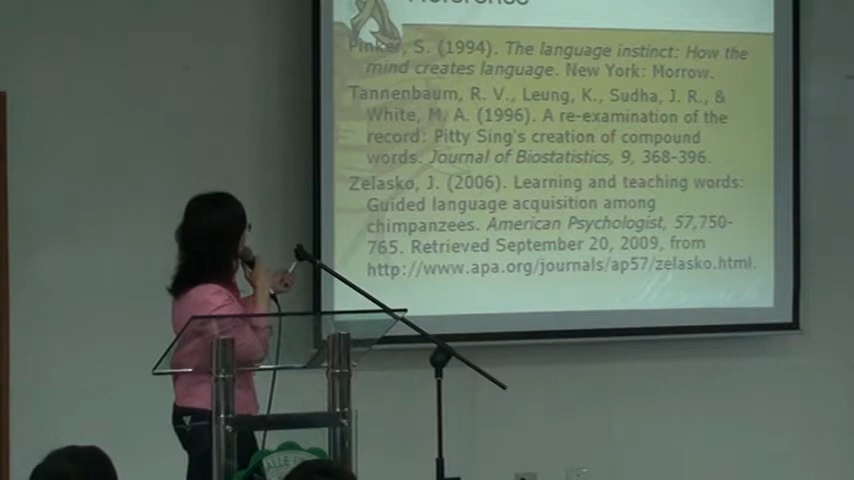 Reference
Pinker, S. (1994). The language instinct: How the
mind creates language. New York: Morrow.
Tannenbaum, R. V., Leung, K., Sudha, J. R., &
White, M. A. (1996). A re-examination of the
record: Pitty Sing's creation of compound
words. Journal of Biostatistics, 9, 368-396.
Zelasko, J. (2006). Learning and teaching words:
Guided language acquisition among
chimpanzees. American Psychologist, 57,750-
765. Retrieved September 20, 2009, from
http://www.apa.org/journals/ap57/zelasko.html.